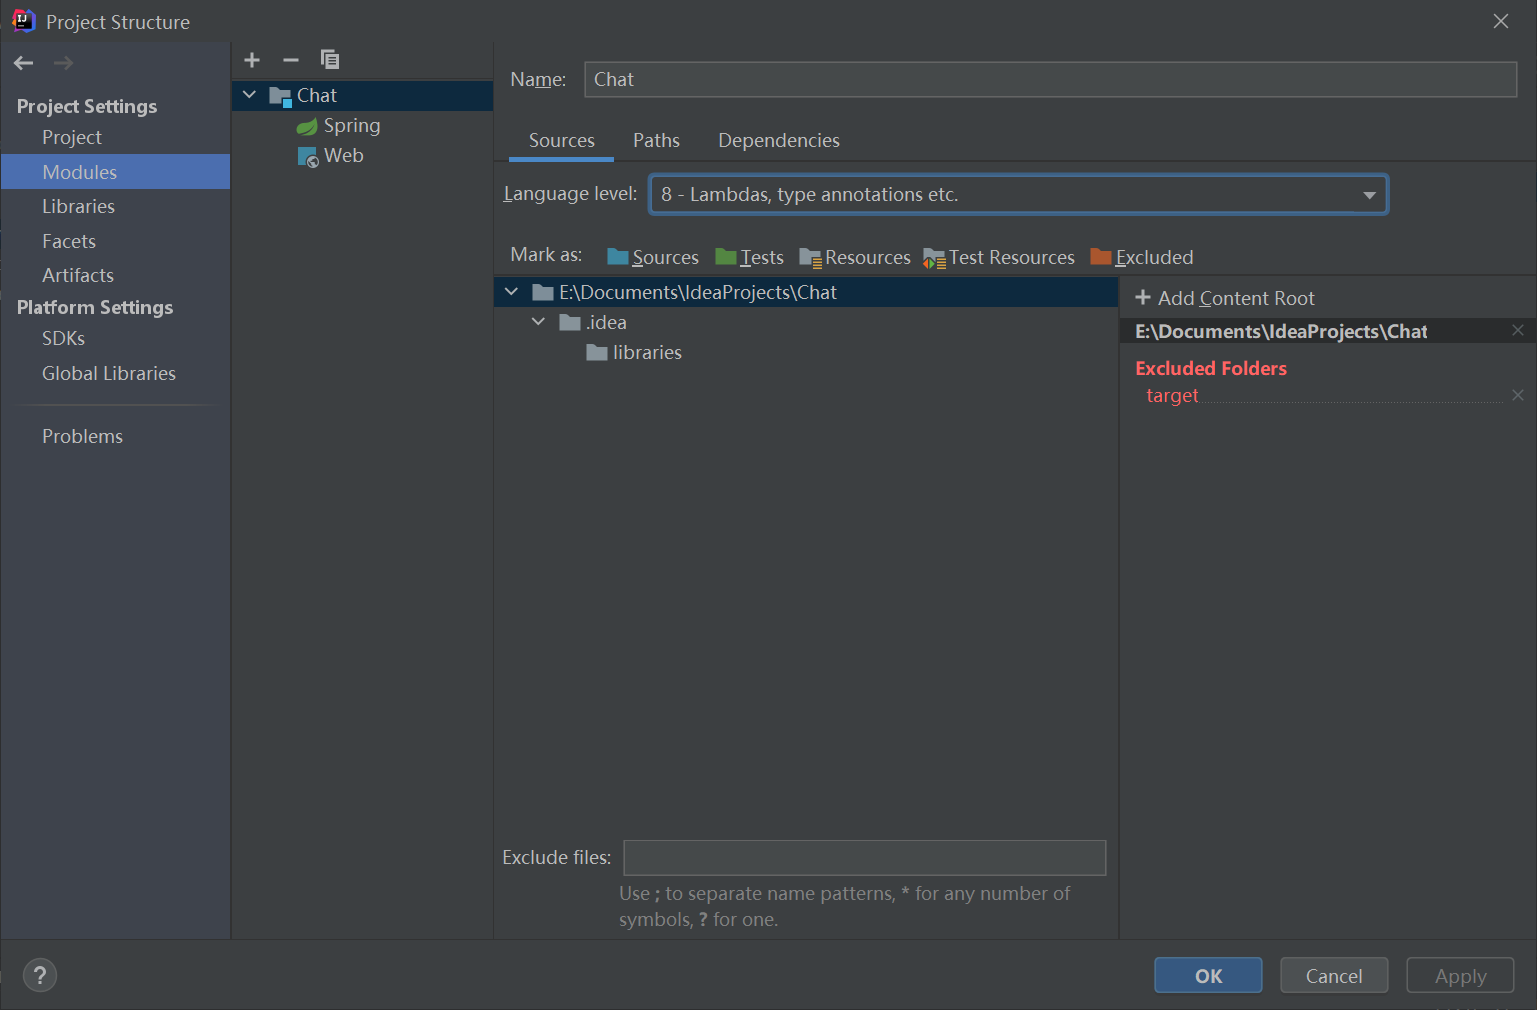 Project Structure
Project Settings
Project
Modules
Libraries
Facets
Artifacts
Platform Settings
SDKs
Global Libraries
Problems
Chat
Spring
Web
Name: Chat
Sources Paths Dependencies
Language level: 8 - Lambdas, type annotations etc.
Mark as: Sources Tests Resources Test Resources Excluded
E:\Documents\IdeaProjects\Chat
.idea
libraries
Exclude files:
Use ; to separate name patterns, * for any number of
symbols, ? for one.
+ Add Content Root
E:\Documents\IdeaProjects\Chat
Excluded Folders
target
?
OK Cancel Apply